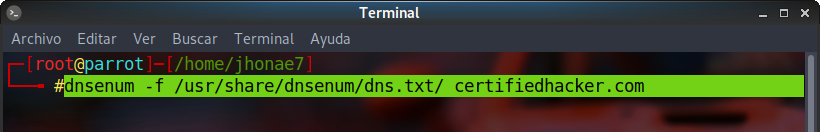 Terminal
Archivo Editar Ver Buscar Terminal Ayuda
[root@parrot]-[/home/jhonae7]
#dnsenum -f /usr/share/dnsenum/dns.txt/ certifiedhacker.com